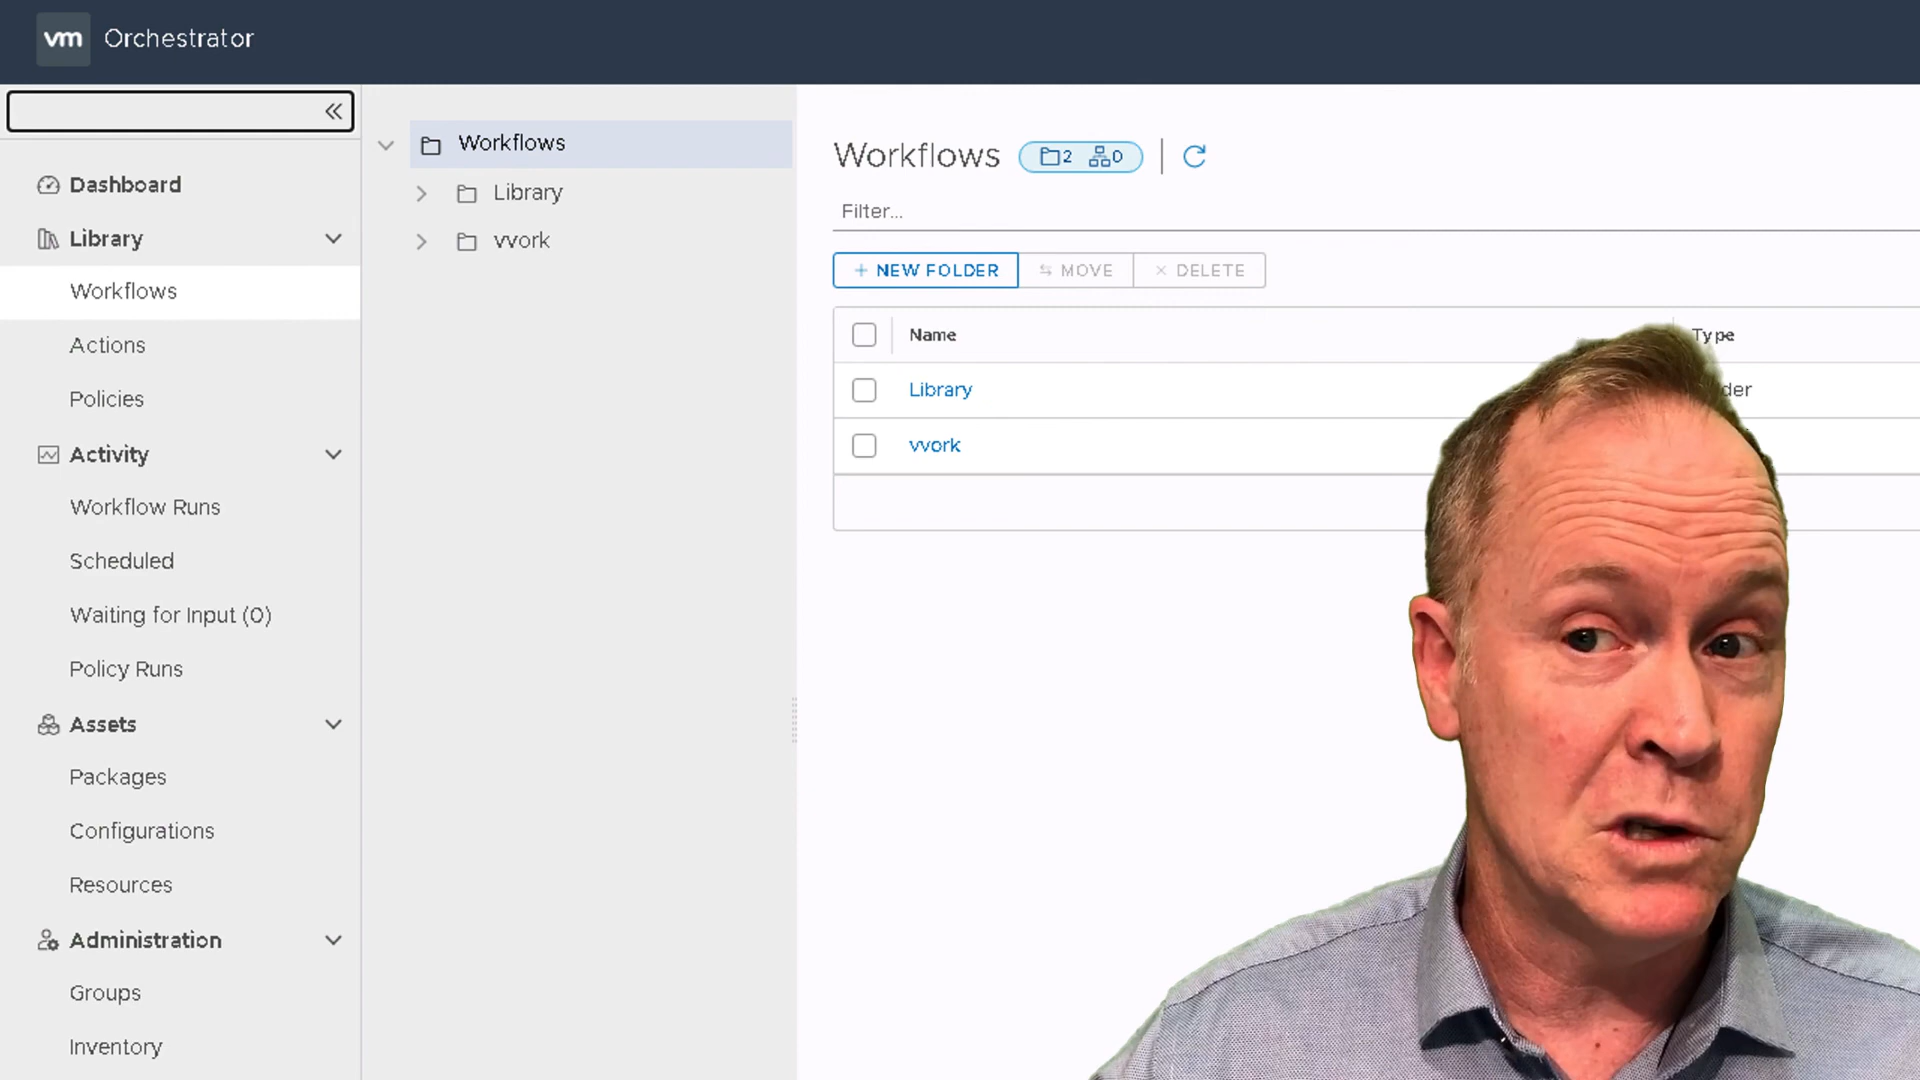 vm Orchestrator
Dashboard
Library
Workflows
Actions
Policies
Activity
Workflow Runs
Scheduled
Waiting for Input (0)
Policy Runs
Assets
Packages
Configurations
Resources
Administration
Groups
Inventory
Workflows
Library
vvork
Workflows 2 0
Filter...
+ NEW FOLDER MOVE × DELETE
Name Type
Library
vvork